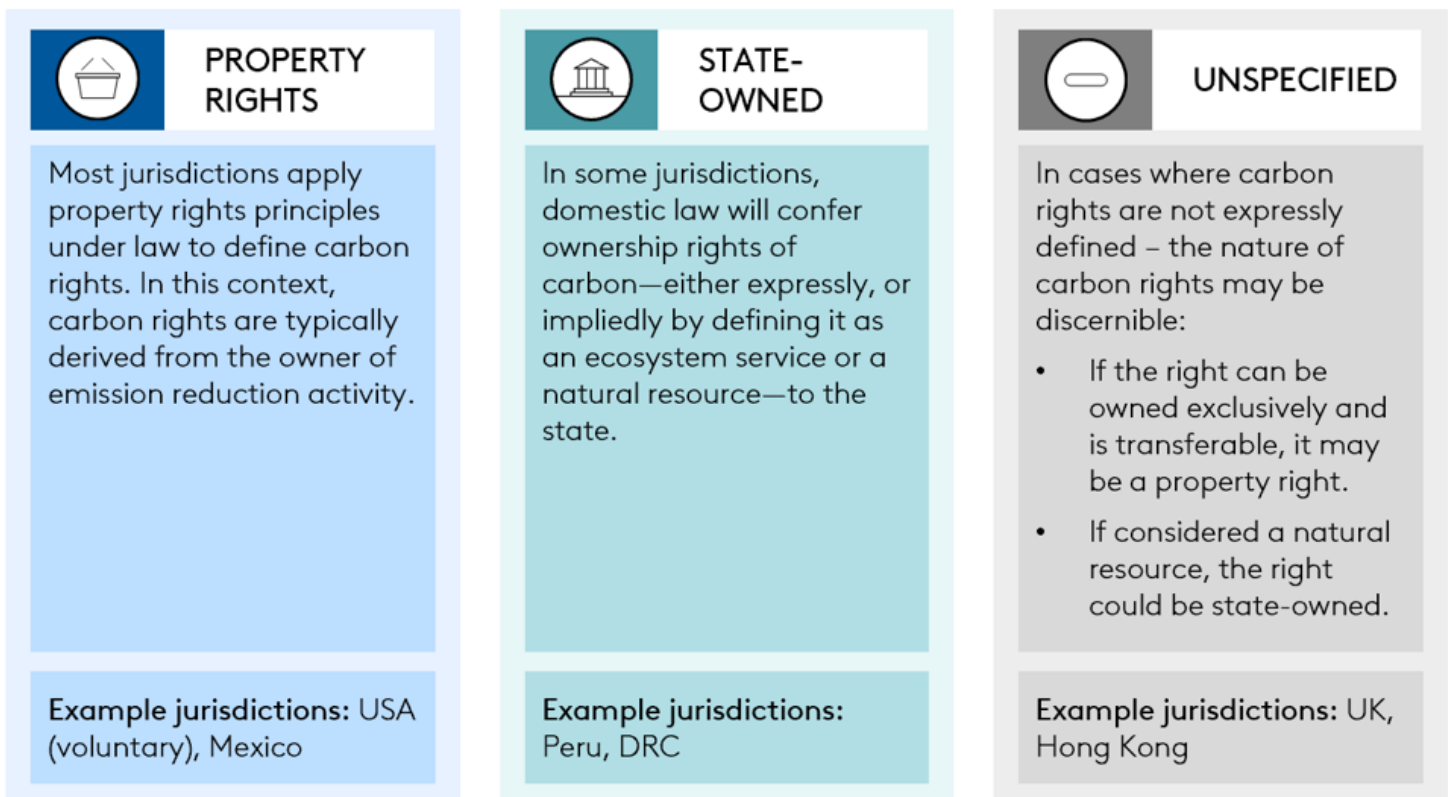 PROPERTY
RIGHTS
Most jurisdictions apply
property rights principles
under law to define carbon
rights. In this context,
carbon rights are typically
derived from the owner of
emission reduction activity.
Example jurisdictions: USA
(voluntary), Mexico
STATE-
OWNED
In some jurisdictions,
domestic law will confer
ownership rights of
carbon—either expressly, or
impliedly by defining it as
an ecosystem service or a
natural resource—to the
state.
Example jurisdictions:
Peru, DRC
UNSPECIFIED
In cases where carbon
rights are not expressly
defined – the nature of
carbon rights may be
discernible:
• If the right can be
owned exclusively and
is transferable, it may
be a property right.
• If considered a natural
resource, the right
could be state-owned.
Example jurisdictions: UK,
Hong Kong